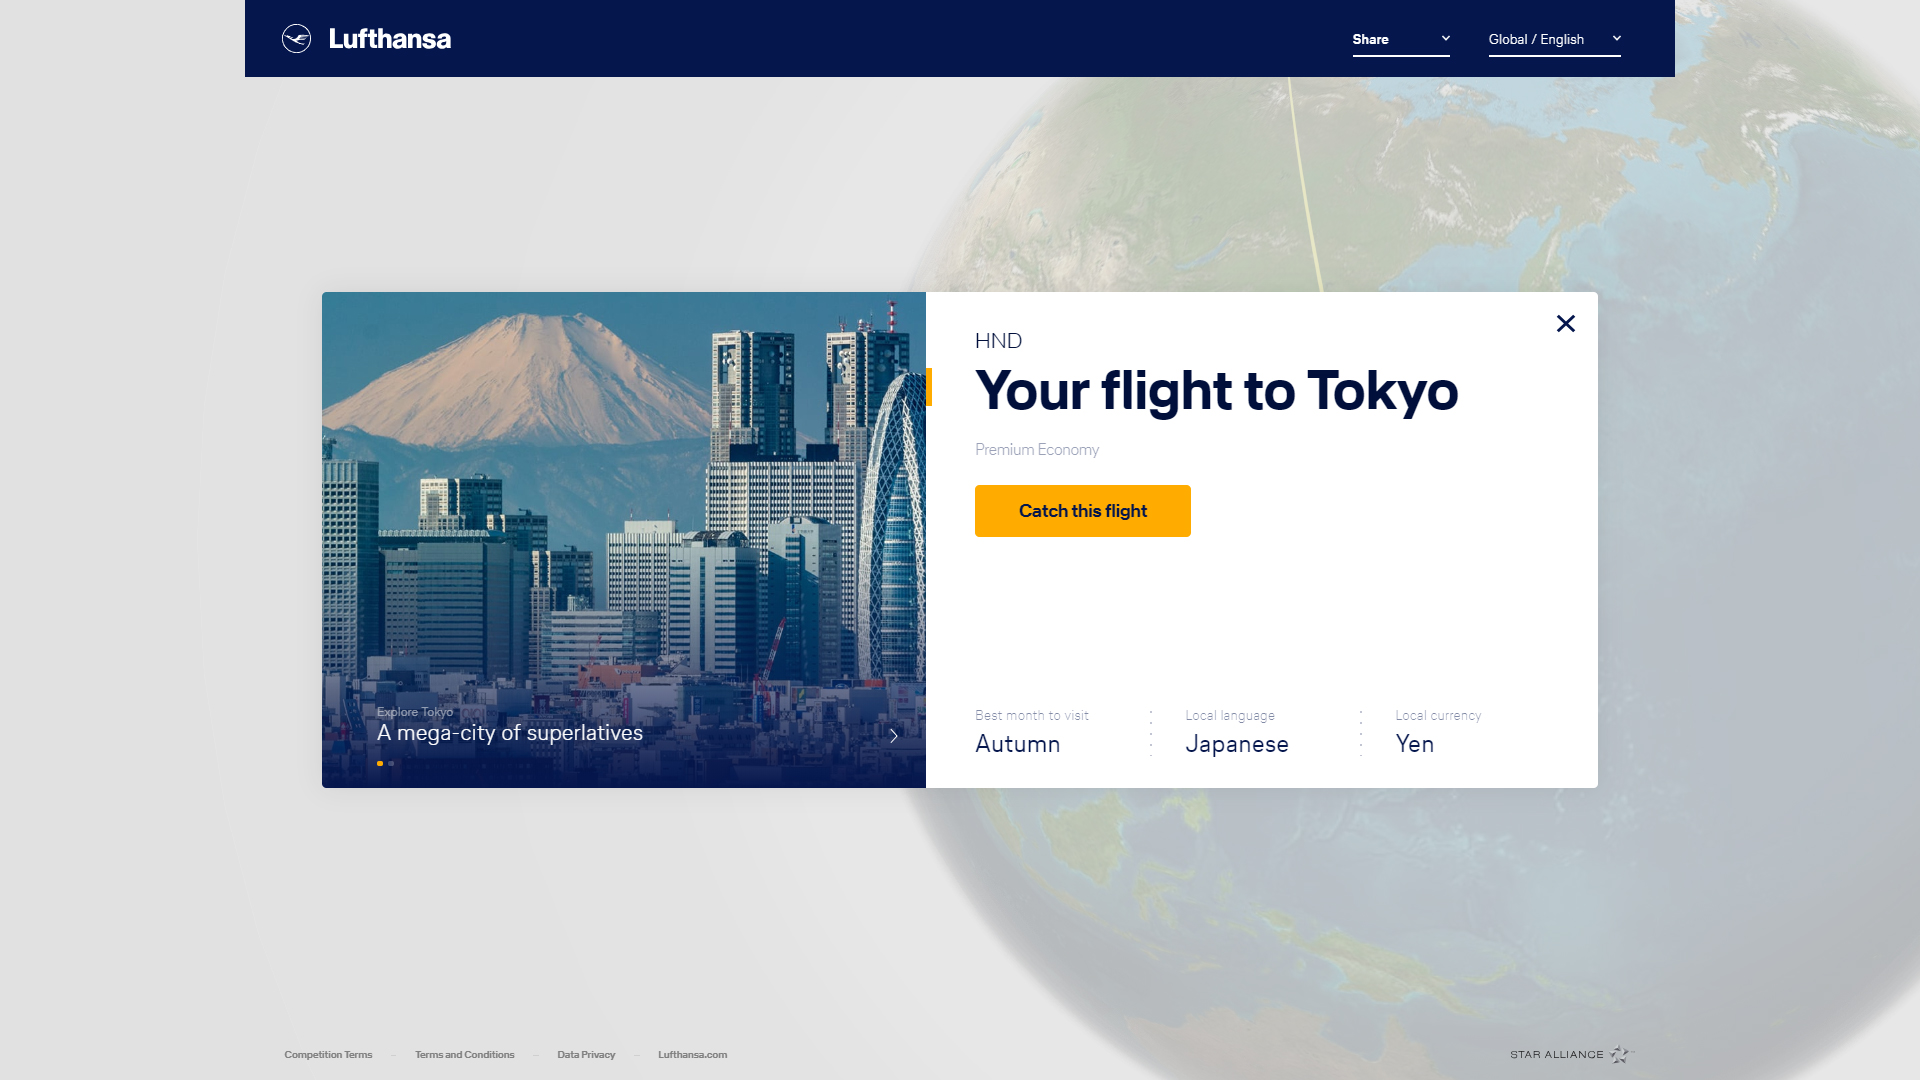 Lufthansa
Share
Global / English
HND
Your flight to Tokyo
Premium Economy
Catch this flight
Explore Tokyo
A mega-city of superlatives
Best month to visit
Autumn
Local language
Japanese
Local currency
Yen
Competition Terms
Terms and Conditions
Data Privacy
Lufthansa.com
STAR ALLIANCE